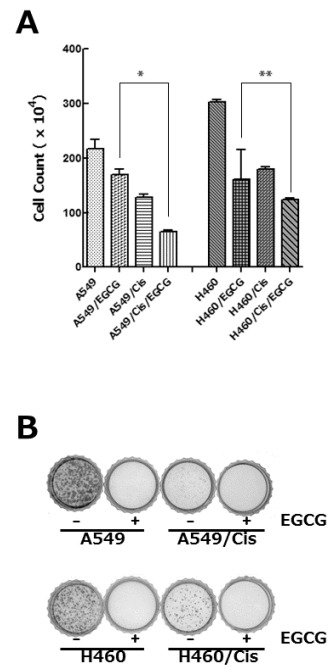 A
Cell Count ( x 10⁴)
400
300
200
100
0
*
**
A549
A549/EGCG
A549/Cis
A549/Cis/EGCG
H460
H460/EGCG
H460/Cis
H460/Cis/EGCG
B
− + − + EGCG
A549 A549/Cis
− + − + EGCG
H460 H460/Cis